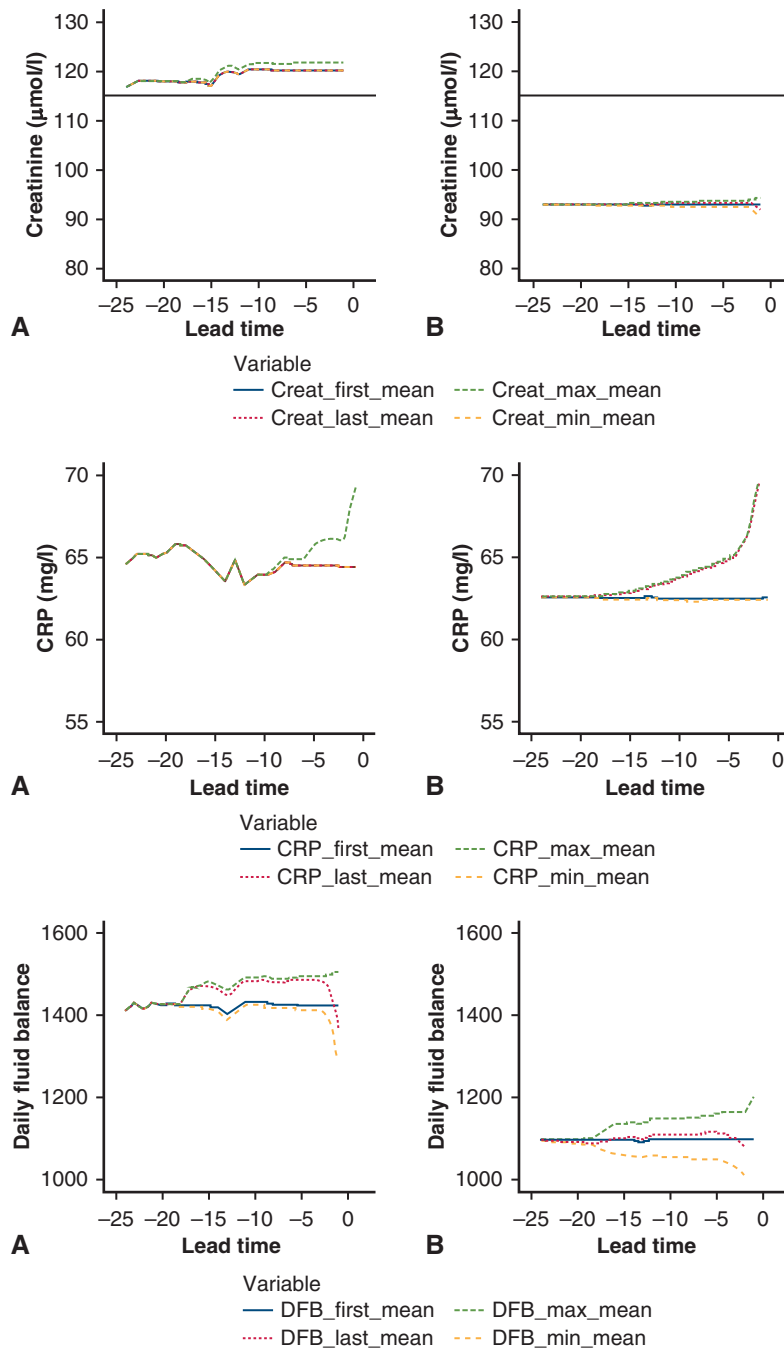 130
120
110
100
90
80
Creatinine (μmol/l)
−25 −20 −15 −10 −5 0
A
Lead time
130
120
110
100
90
80
Creatinine (μmol/l)
−25 −20 −15 −10 −5 0
B
Lead time
Variable
Creat_first_mean Creat_max_mean
Creat_last_mean Creat_min_mean
70
65
60
55
CRP (mg/l)
−25 −20 −15 −10 −5 0
A
Lead time
70
65
60
55
CRP (mg/l)
−25 −20 −15 −10 −5 0
B
Lead time
Variable
CRP_first_mean CRP_max_mean
CRP_last_mean CRP_min_mean
1600
1400
1200
1000
Daily fluid balance
−25 −20 −15 −10 −5 0
A
Lead time
1600
1400
1200
1000
Daily fluid balance
−25 −20 −15 −10 −5 0
B
Lead time
Variable
DFB_first_mean DFB_max_mean
DFB_last_mean DFB_min_mean